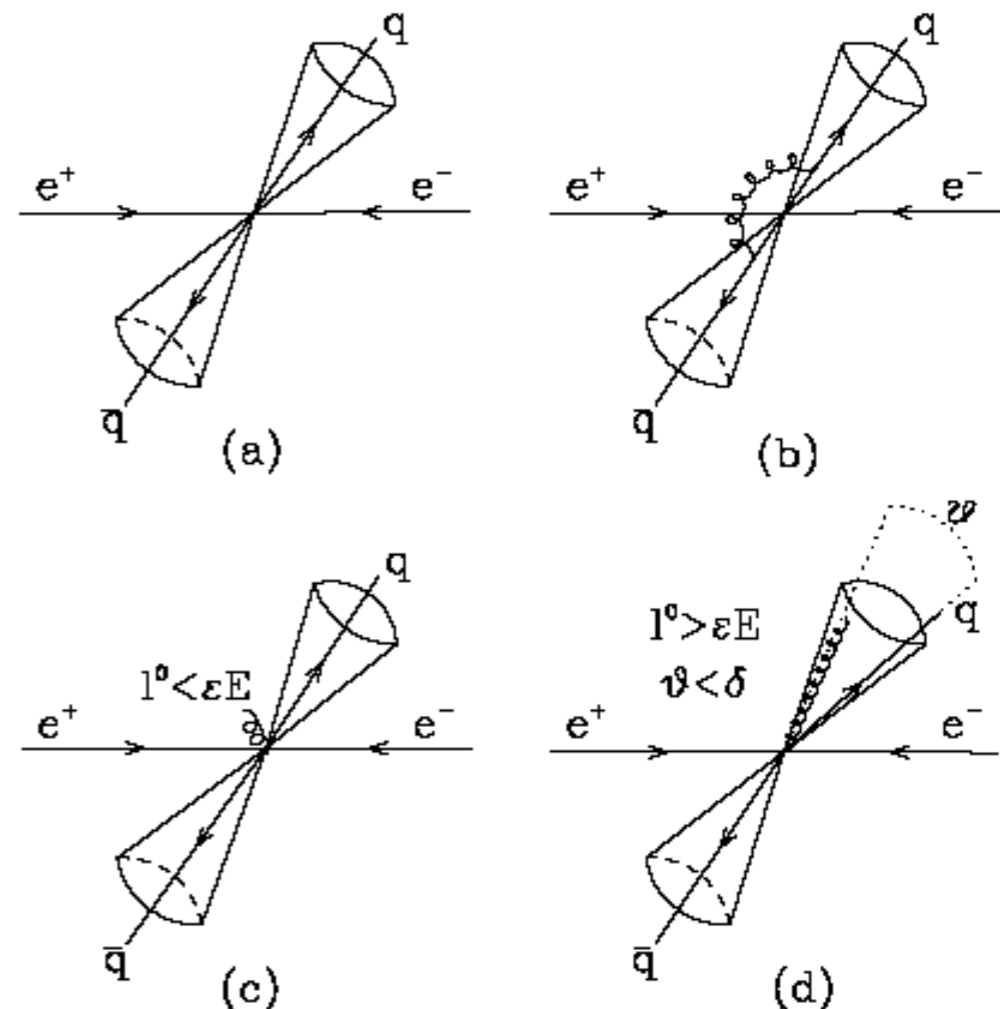 q
e⁺ e⁻
q̅
(a)
q
e⁺ e⁻
q̅
(b)
q
l⁰<εE
e⁺ e⁻
q̅
(c)
ϑ
q
l⁰>εE
ϑ<δ
e⁺ e⁻
q̅
(d)